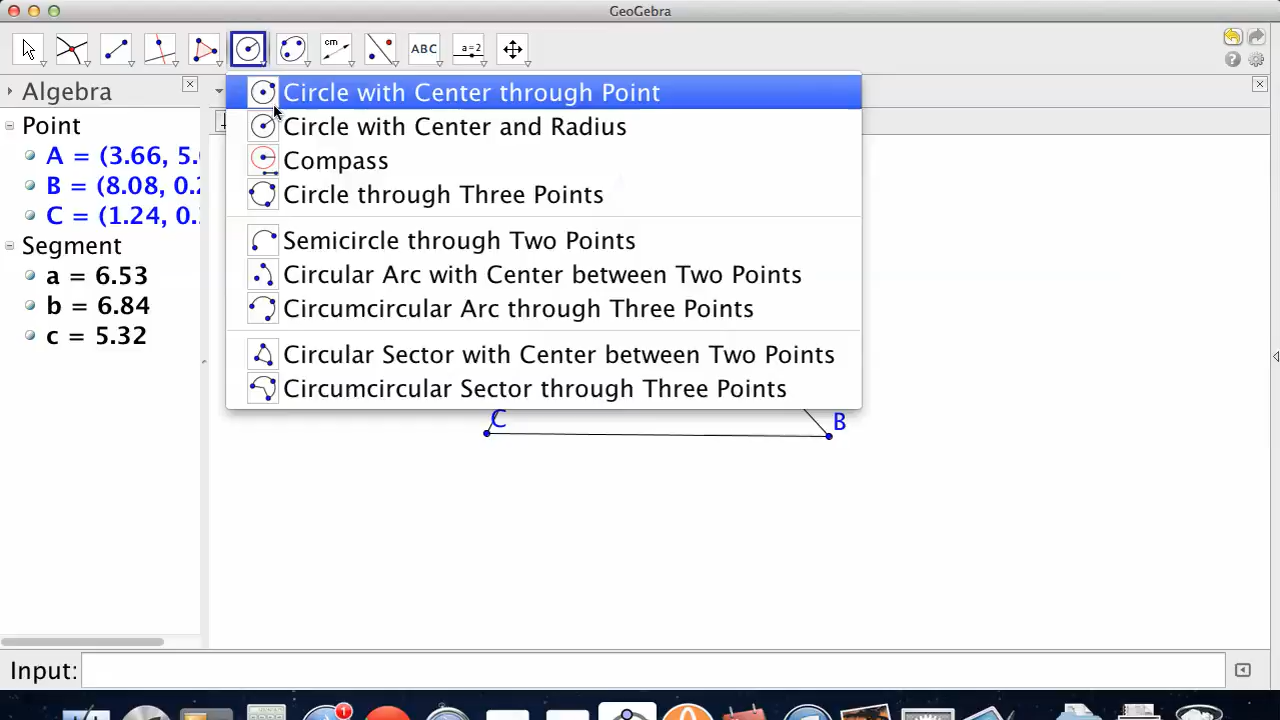 GeoGebra
cm
ABC
a=2
Algebra
Point
A = (3.66, 5.
B = (8.08, 0.2
C = (1.24, 0.
Segment
a = 6.53
b = 6.84
c = 5.32
Circle with Center through Point
Circle with Center and Radius
Compass
Circle through Three Points
Semicircle through Two Points
Circular Arc with Center between Two Points
Circumcircular Arc through Three Points
Circular Sector with Center between Two Points
Circumcircular Sector through Three Points
C
B
Input:
1